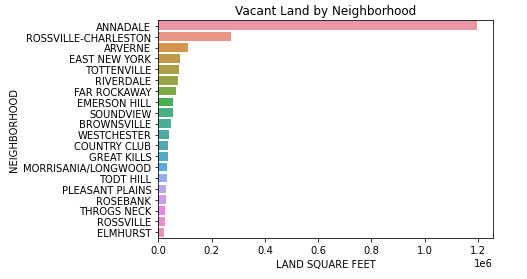 Vacant Land by Neighborhood
NEIGHBORHOOD
ANNADALE
ROSSVILLE-CHARLESTON
ARVERNE
EAST NEW YORK
TOTTENVILLE
RIVERDALE
FAR ROCKAWAY
EMERSON HILL
SOUNDVIEW
BROWNSVILLE
WESTCHESTER
COUNTRY CLUB
GREAT KILLS
MORRISANIA/LONGWOOD
TODT HILL
PLEASANT PLAINS
ROSEBANK
THROGS NECK
ROSSVILLE
ELMHURST
0.0 0.2 0.4 0.6 0.8 1.0 1.2
1e6
LAND SQUARE FEET